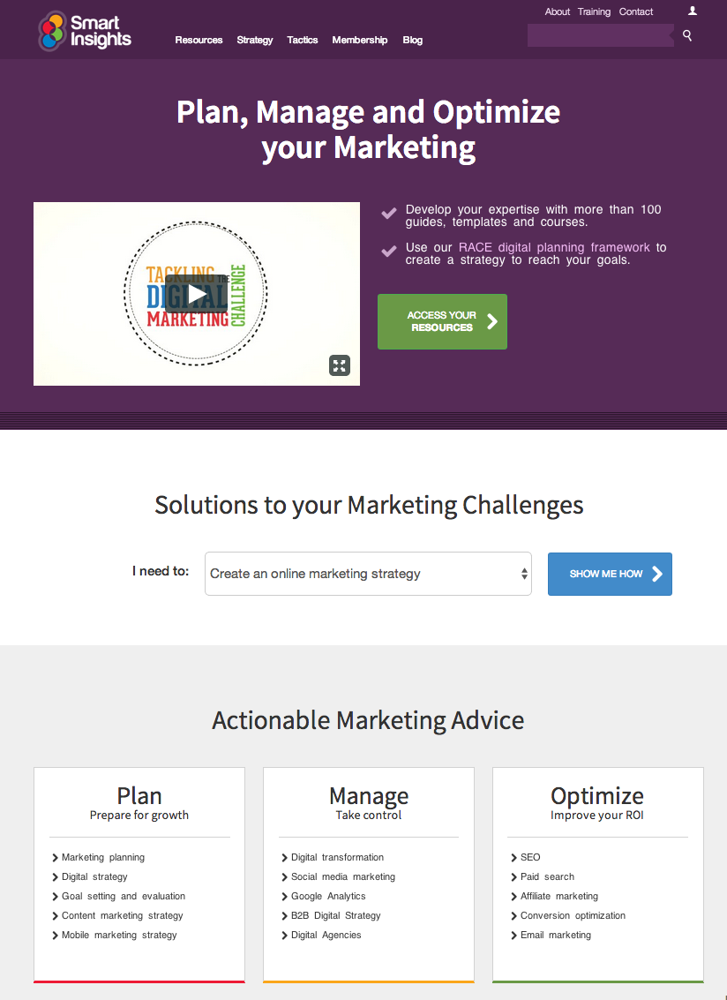 About Training Contact
Smart
Insights
Resources Strategy Tactics Membership Blog
Plan, Manage and Optimize
your Marketing
TACKLING THE
DIGITAL
MARKETING
CHALLENGE
Develop your expertise with more than 100
guides, templates and courses.
Use our RACE digital planning framework to
create a strategy to reach your goals.
ACCESS YOUR
RESOURCES
Solutions to your Marketing Challenges
I need to: Create an online marketing strategy SHOW ME HOW
Actionable Marketing Advice
Plan
Prepare for growth
Marketing planning
Digital strategy
Goal setting and evaluation
Content marketing strategy
Mobile marketing strategy
Manage
Take control
Digital transformation
Social media marketing
Google Analytics
B2B Digital Strategy
Digital Agencies
Optimize
Improve your ROI
SEO
Paid search
Affiliate marketing
Conversion optimization
Email marketing